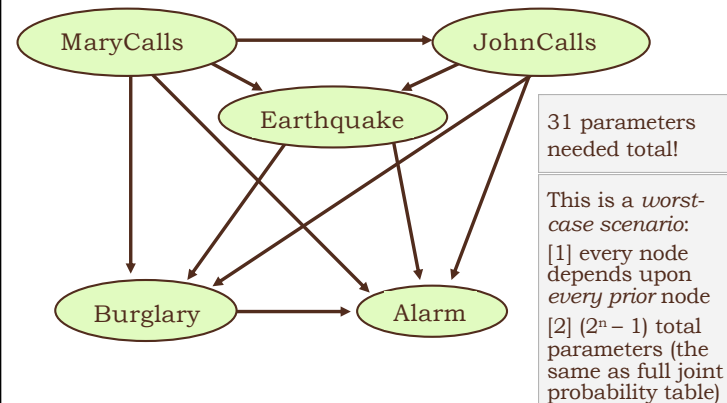 MaryCalls
JohnCalls
Earthquake
Burglary
Alarm
31 parameters
needed total!
This is a worst-
case scenario:
[1] every node
depends upon
every prior node
[2] (2ⁿ – 1) total
parameters (the
same as full joint
probability table)